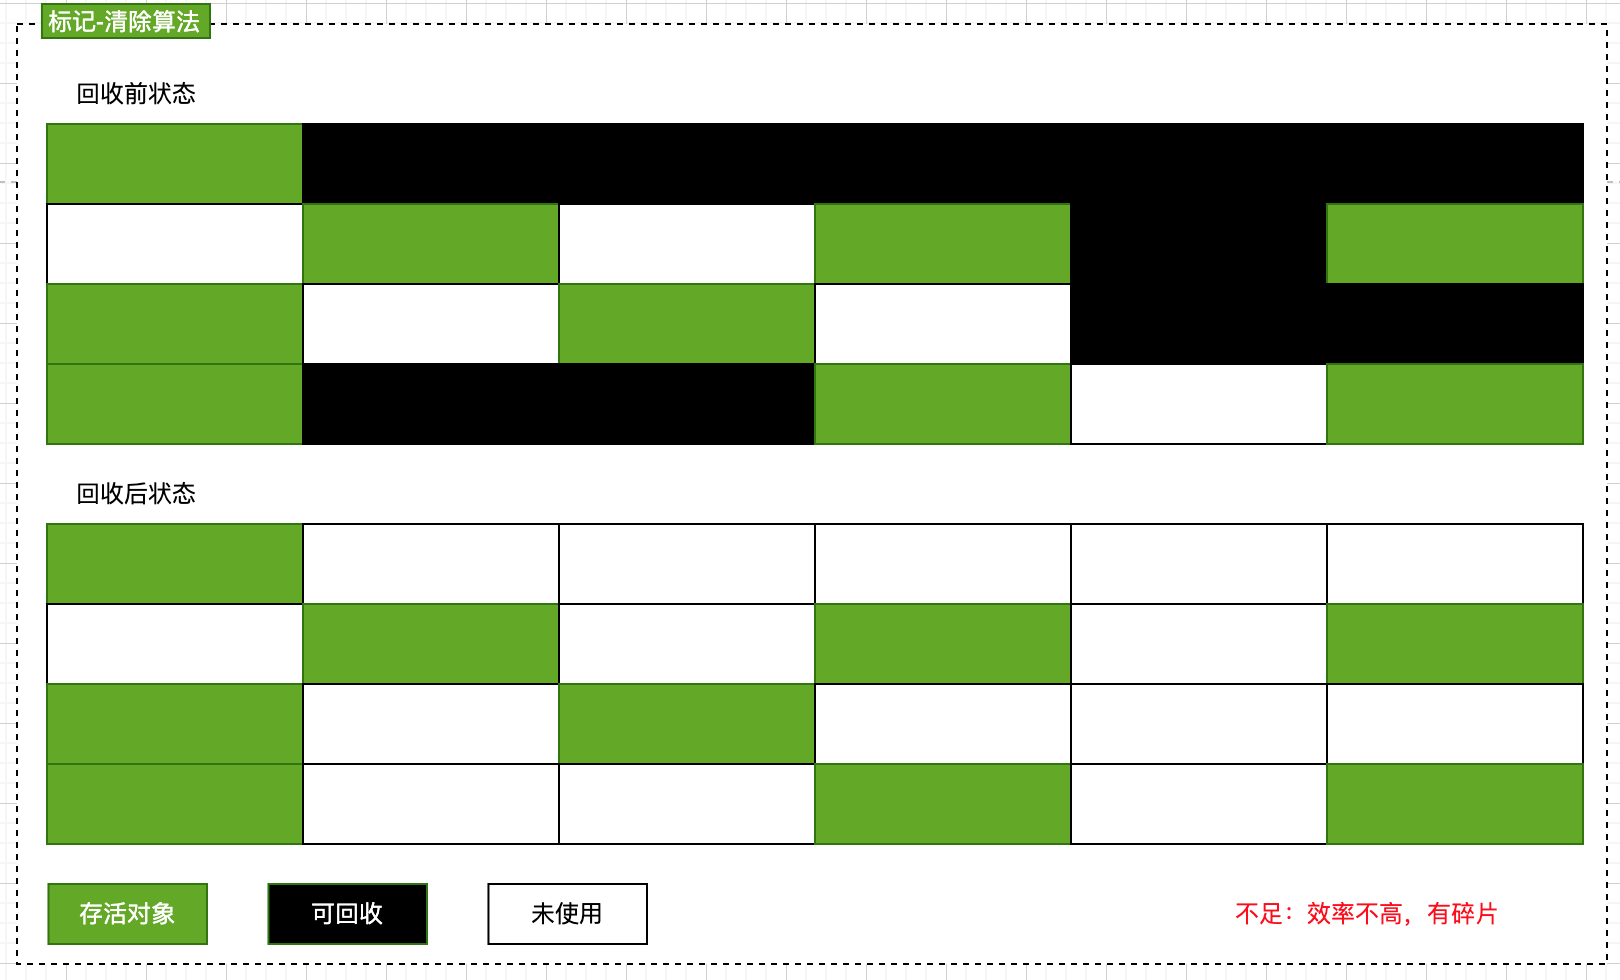 标记-清除算法
回收前状态
回收后状态
存活对象
可回收
未使用
不足：效率不高，有碎片